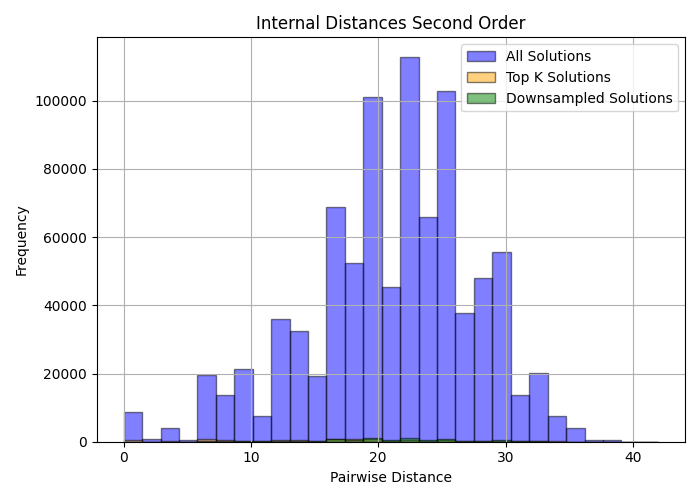 Internal Distances Second Order
All Solutions
Top K Solutions
Downsampled Solutions
Frequency
100000
80000
60000
40000
20000
0
0 10 20 30 40
Pairwise Distance